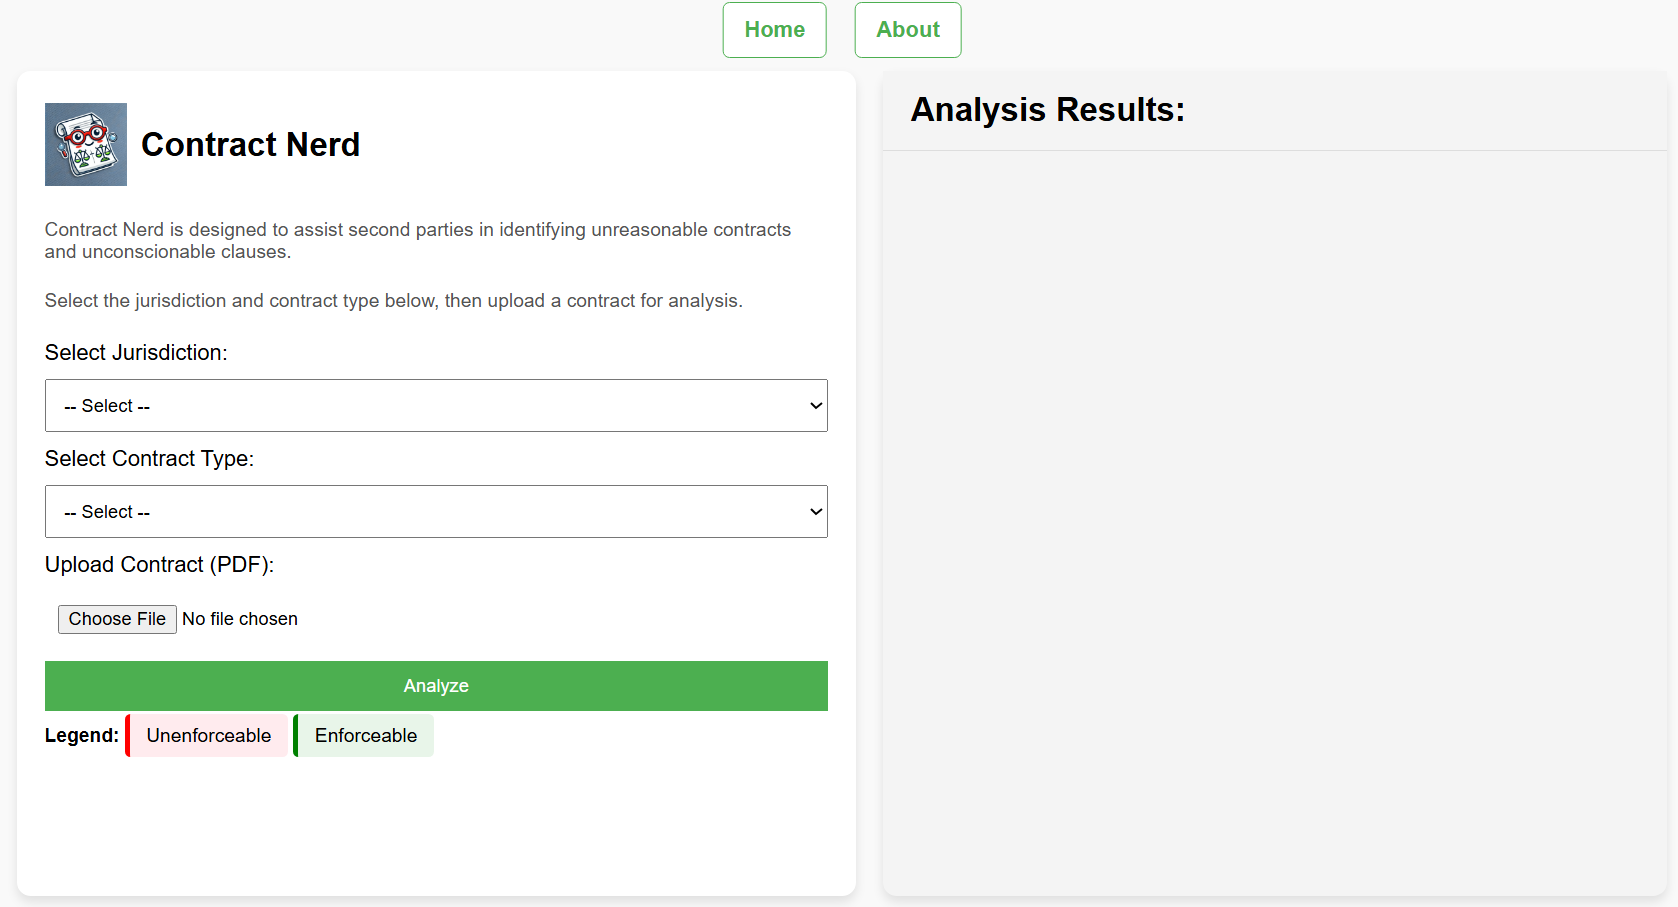 Home
About
Contract Nerd
Contract Nerd is designed to assist second parties in identifying unreasonable contracts
and unconscionable clauses.
Select the jurisdiction and contract type below, then upload a contract for analysis.
Select Jurisdiction:
-- Select --
Select Contract Type:
-- Select --
Upload Contract (PDF):
Choose File No file chosen
Analyze
Legend: Unenforceable Enforceable
Analysis Results: